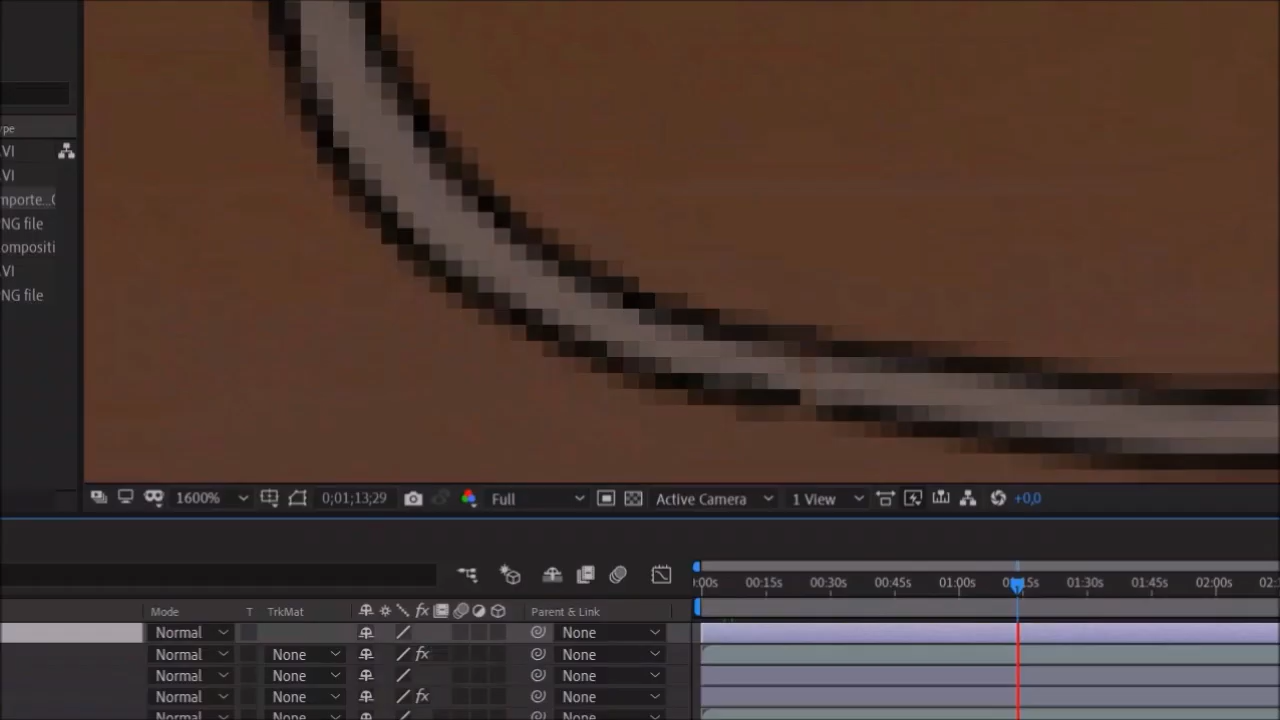 ype
VI
VI
mporte...C
NG file
ompositi
VI
NG file
1600% 0;01;13;29 Full Active Camera 1 View +0,0
:00s 00:15s 00:30s 00:45s 01:00s 01:15s 01:30s 01:45s 02:00s 02:
Mode T TrkMat fx Parent & Link
Normal None
Normal None fx None
Normal None None
Normal None fx None
Normal None None